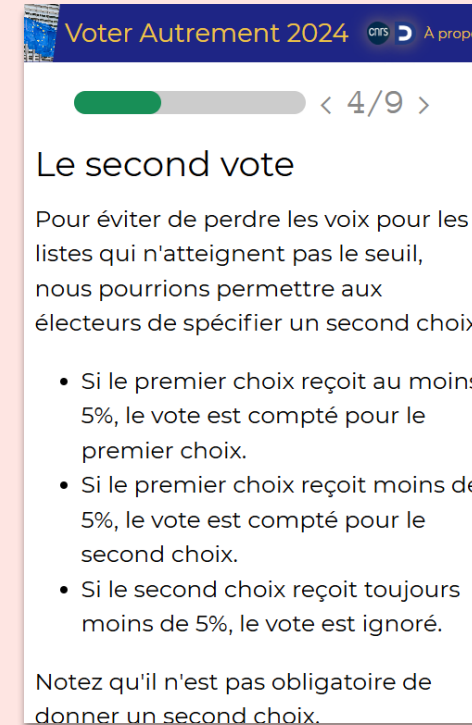 Voter Autrement 2024 cnrs À prop
< 4/9 >
Le second vote
Pour éviter de perdre les voix pour les
listes qui n'atteignent pas le seuil,
nous pourrions permettre aux
électeurs de spécifier un second choix
• Si le premier choix reçoit au moins
5%, le vote est compté pour le
premier choix.
• Si le premier choix reçoit moins de
5%, le vote est compté pour le
second choix.
• Si le second choix reçoit toujours
moins de 5%, le vote est ignoré.
Notez qu'il n'est pas obligatoire de
donner un second choix.